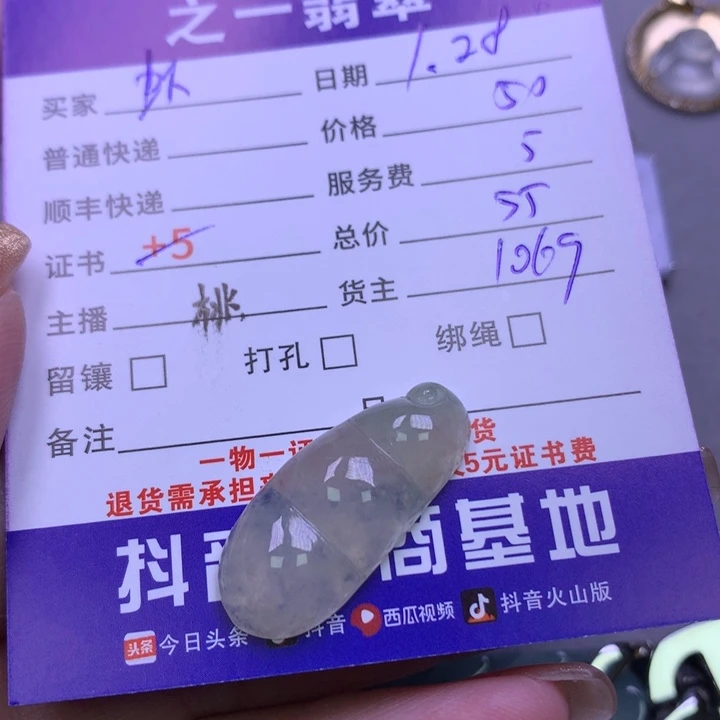 之一翡翠
买家 日期 1.28
普通快递 价格 50
顺丰快递 服务费 5
证书 +5 总价 55
主播 桃 货主 1069
留镶 打孔 绑绳
备注
一物一证 货
退货需承担 5元证书费
抖音 商基地
头条 今日头条 抖音 西瓜视频 抖音火山版